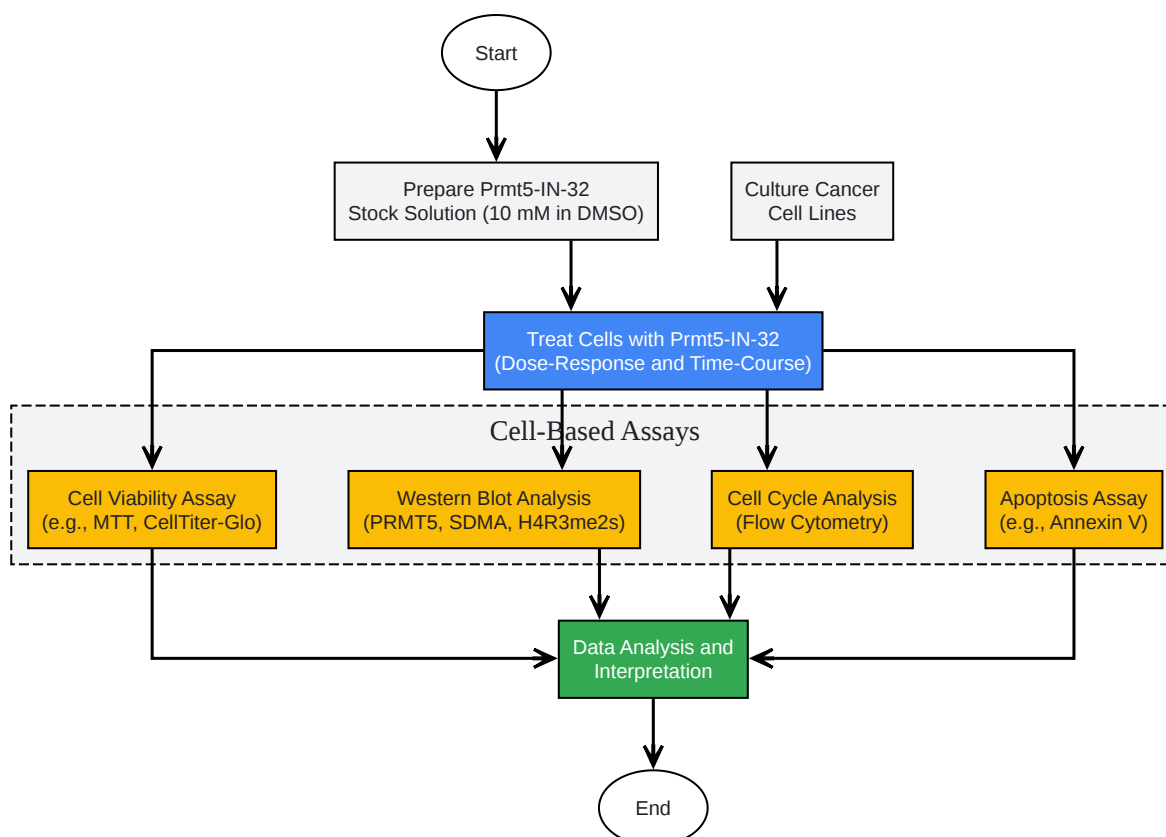 Start
Prepare Prmt5-IN-32
Stock Solution (10 mM in DMSO)
Culture Cancer
Cell Lines
Treat Cells with Prmt5-IN-32
(Dose-Response and Time-Course)
Cell-Based Assays
Cell Viability Assay
(e.g., MTT, CellTiter-Glo)
Western Blot Analysis
(PRMT5, SDMA, H4R3me2s)
Cell Cycle Analysis
(Flow Cytometry)
Apoptosis Assay
(e.g., Annexin V)
Data Analysis and
Interpretation
End